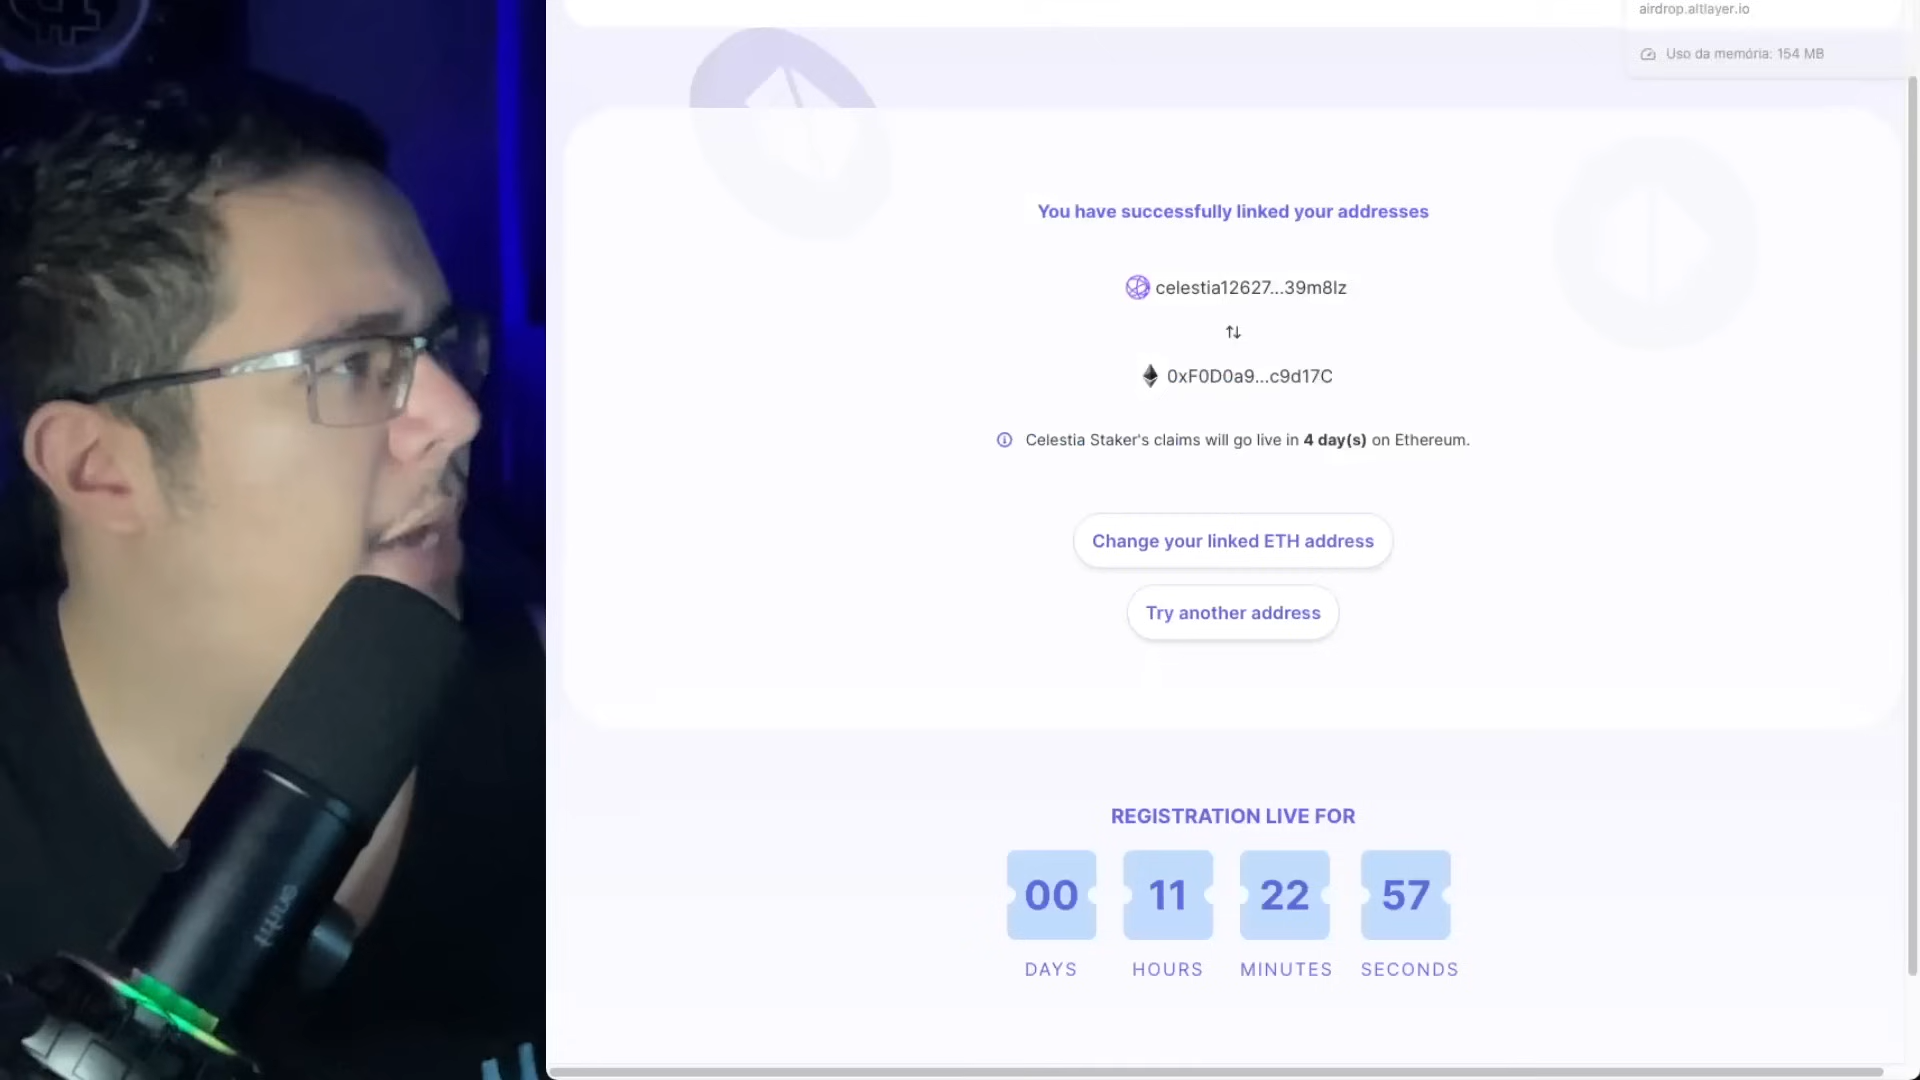 airdrop.altlayer.io
Uso da memória: 154 MB
You have successfully linked your addresses
celestia12627...39m8lz
0xF0D0a9...c9d17C
Celestia Staker's claims will go live in 4 day(s) on Ethereum.
Change your linked ETH address
Try another address
REGISTRATION LIVE FOR
00 11 22 57
DAYS HOURS MINUTES SECONDS